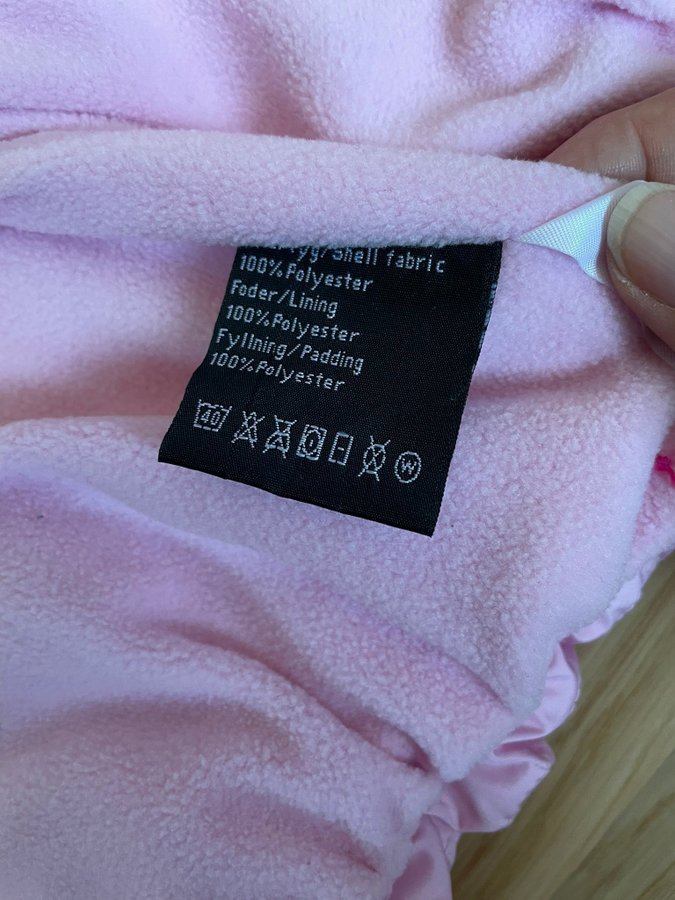 Shell fabric
100%Polyester
Foder/Lining
100%Polyester
Fyllning/Padding
100%Polyester
40
W